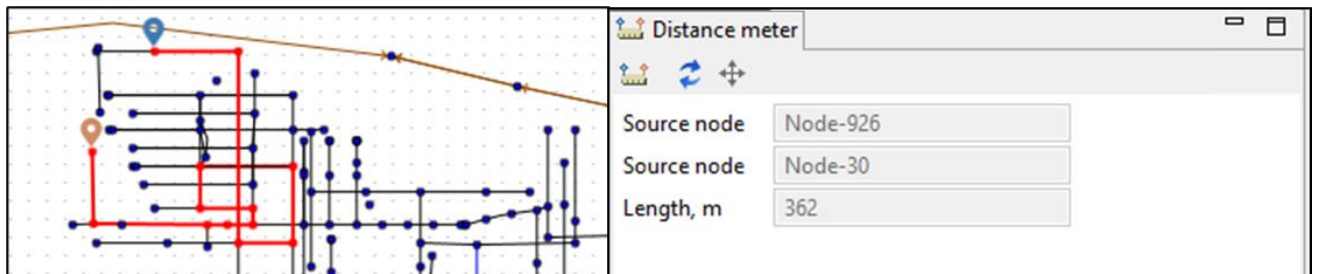 Distance meter
Source node Node-926
Source node Node-30
Length, m 362